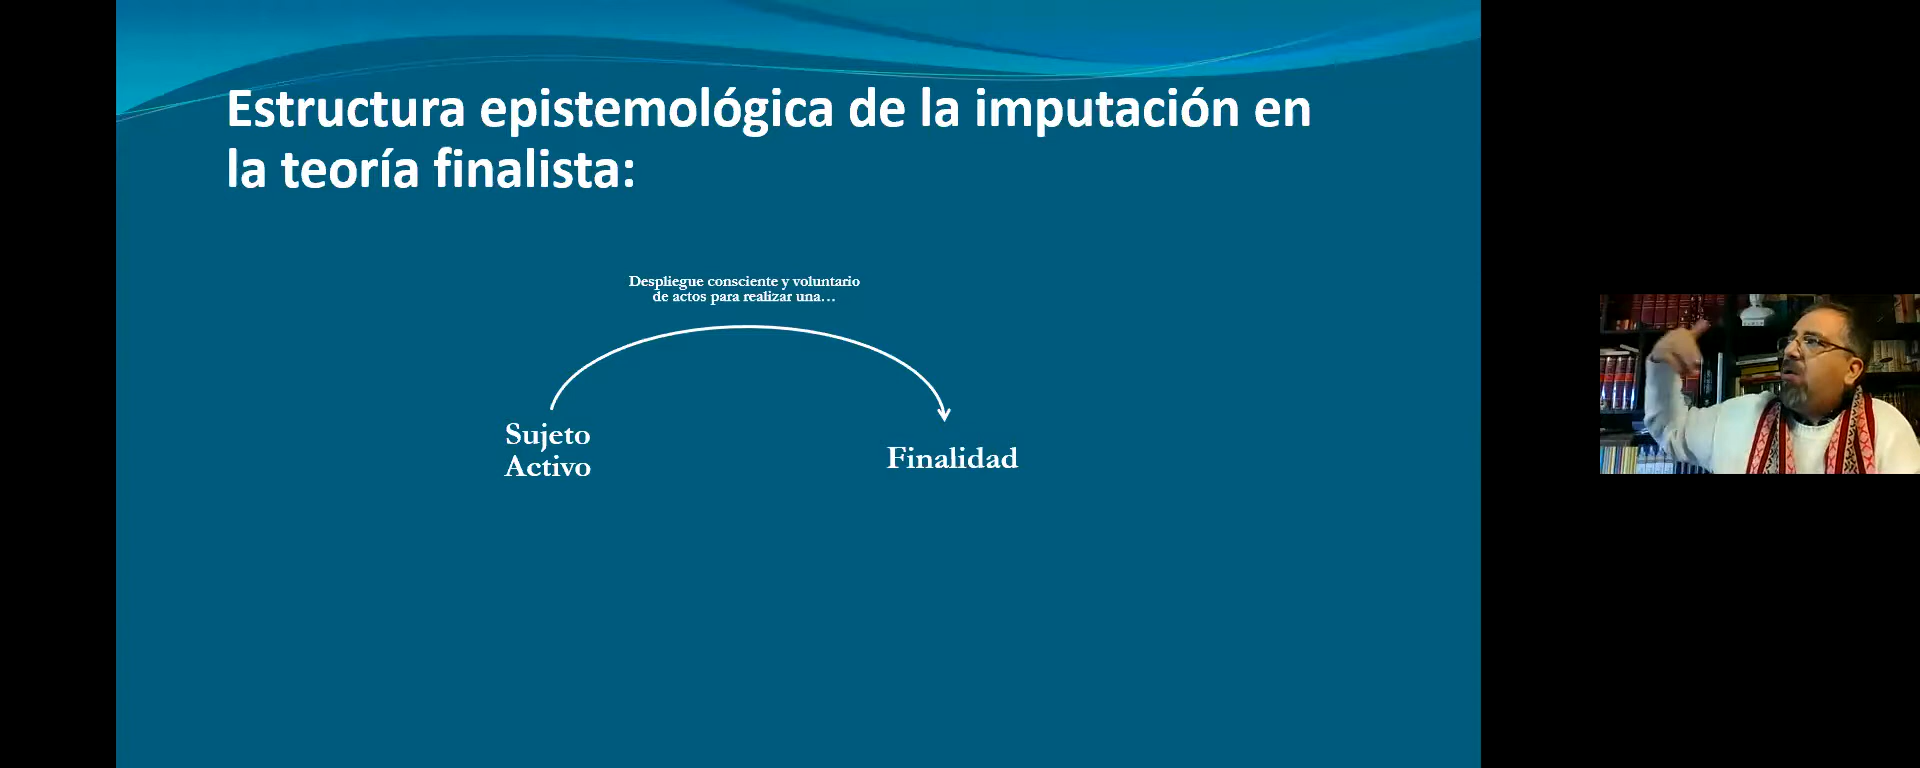 Estructura epistemológica de la imputación en
la teoría finalista:
Despliegue consciente y voluntario
de actos para realizar una…
Sujeto
Activo
Finalidad